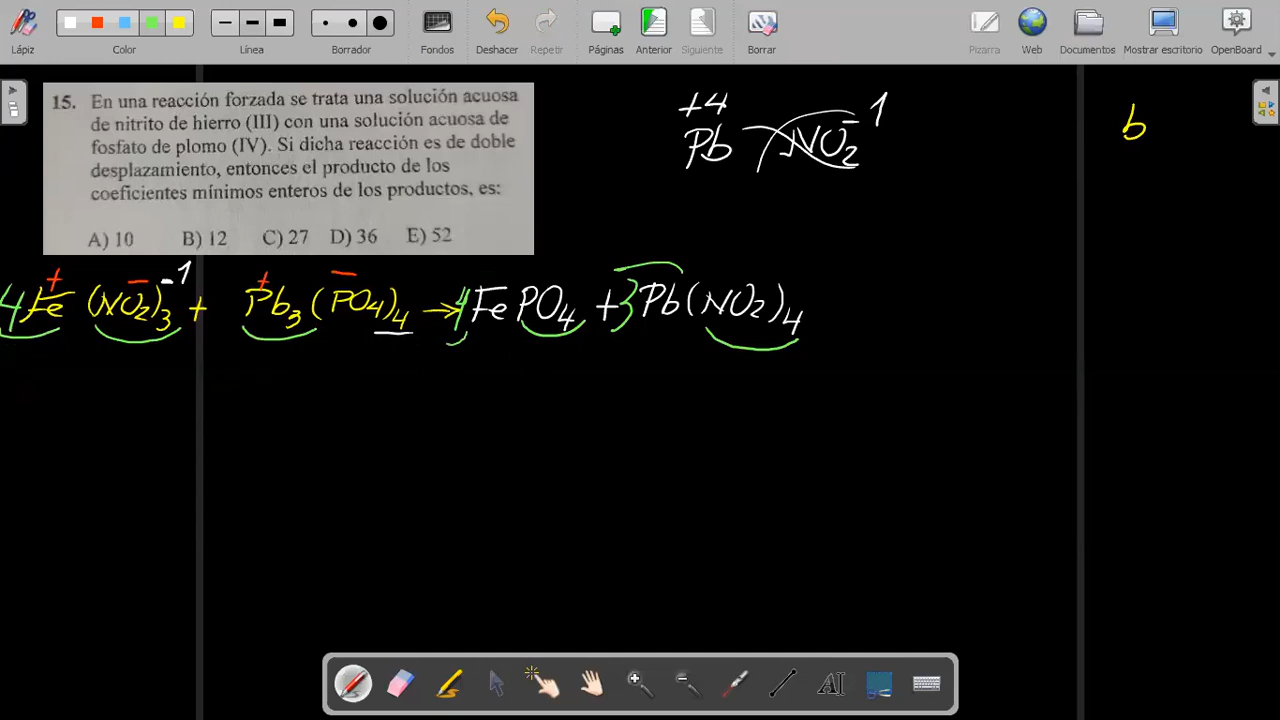 Lápiz Color Línea Borrador Fondos Deshacer Repetir Páginas Anterior Siguiente Borrar Pizarra Web Documentos Mostrar escritorio OpenBoard
15. En una reacción forzada se trata una solución acuosa
de nitrito de hierro (III) con una solución acuosa de
fosfato de plomo (IV). Si dicha reacción es de doble
desplazamiento, entonces el producto de los
coeficientes mínimos enteros de los productos, es:
A) 10 B) 12 C) 27 D) 36 E) 52
+4
Pb NO₂⁻ 1
b
+ − -1 + −
4Fe(NO₂)₃ + Pb₃(PO₄)₄ → 4FePO₄ + 3Pb(NO₂)₄
AI